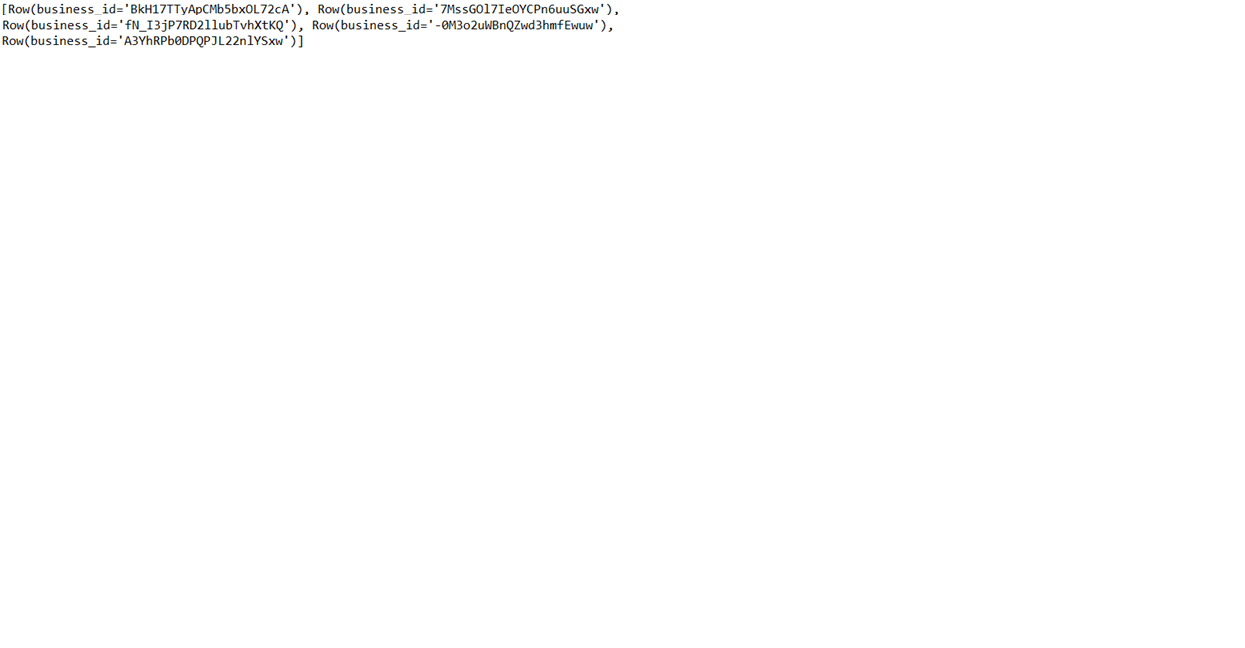 [Row(business_id='BkH17TTyApCMb5bxOL72cA'), Row(business_id='7MssGOl7IeOYCPn6uuSGxw'),
Row(business_id='fN_I3jP7RD2llubTvhXtKQ'), Row(business_id='-0M3o2uWBnQZwd3hmfEwuw'),
Row(business_id='A3YhRPb0DPQPJL22nlYSxw')]